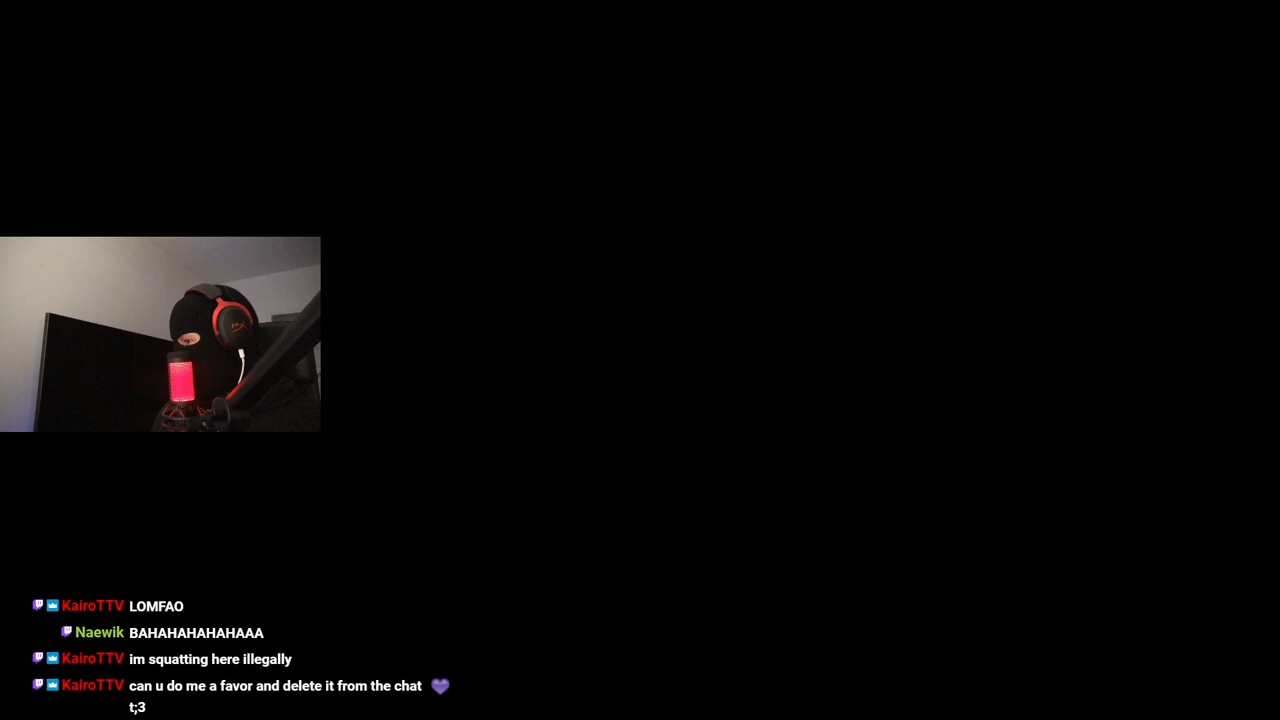 KairoTTV LOMFAO
Naewik BAHAHAHAHAHAAA
KairoTTV im squatting here illegally
KairoTTV can u do me a favor and delete it from the chat
t;3